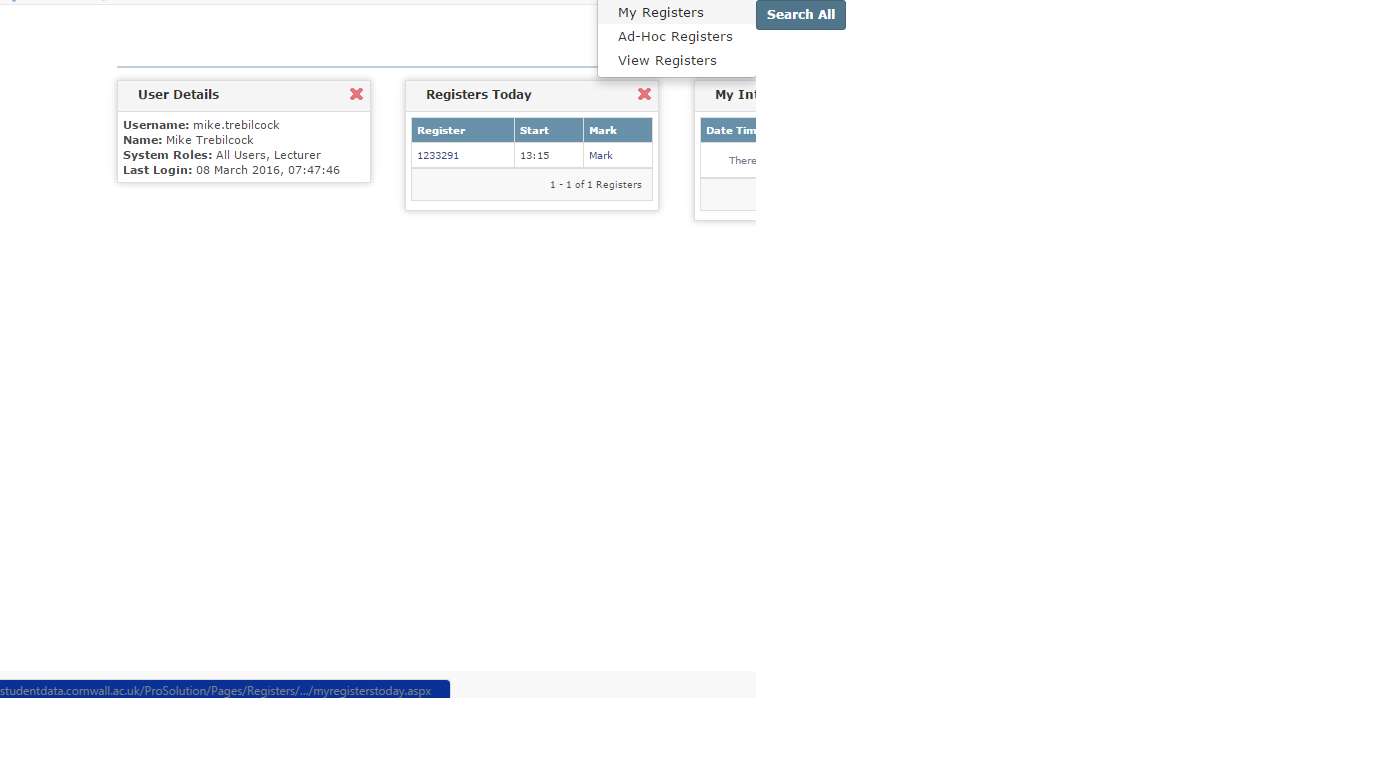 My Registers
Search All
Ad-Hoc Registers
View Registers
User Details
Username: mike.trebilcock
Name: Mike Trebilcock
System Roles: All Users, Lecturer
Last Login: 08 March 2016, 07:47:46
Registers Today
Register Start Mark
1233291 13:15 Mark
1 - 1 of 1 Registers
My Int
Date Tim
There
studentdata.cornwall.ac.uk/ProSolution/Pages/Registers/.../myregisterstoday.aspx